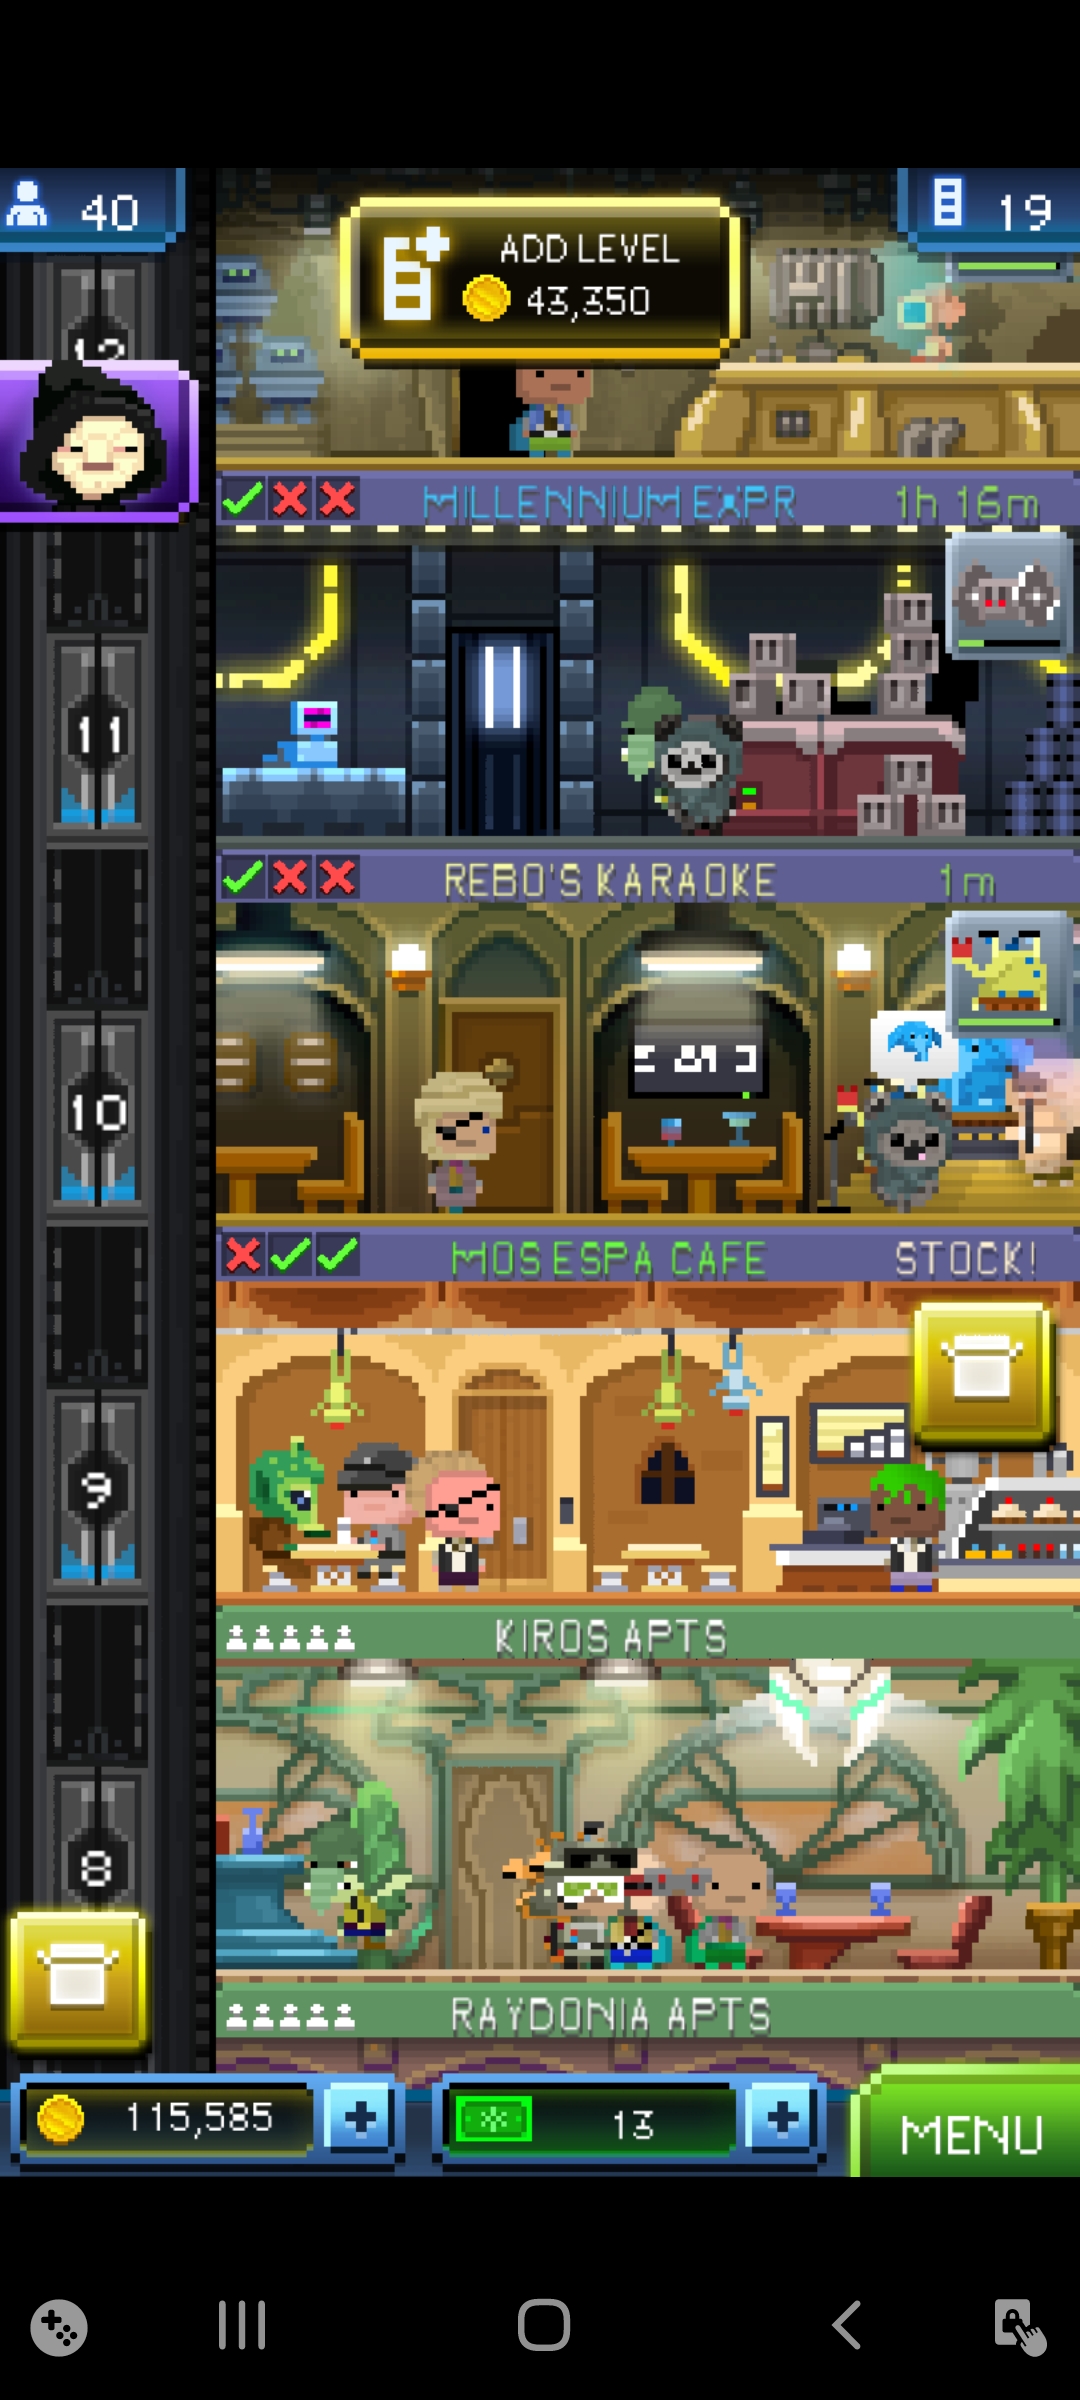 40
ADD LEVEL
43,350
19
12
MILLENNIUM EXPR
1h 16m
11
REBO'S KARAOKE
1m
10
MOS ESPA CAFE
STOCK!
9
KIROS APTS
8
RAYDONIA APTS
115,585
13
MENU